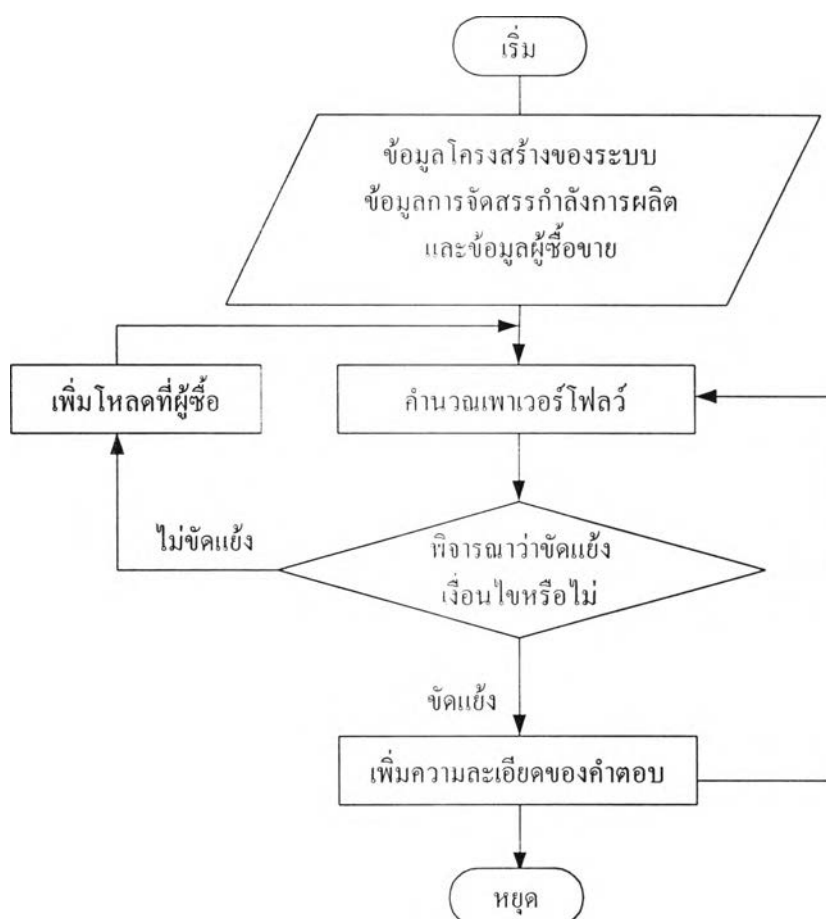 เริ่ม
ข้อมูลโครงสร้างของระบบ
ข้อมูลการจัดสรรกำลังการผลิต
และข้อมูลผู้ซื้อขาย
เพิ่มโหลดที่ผู้ซื้อ
คำนวณเพาเวอร์โฟลว์
ไม่ขัดแย้ง
พิจารณาว่าขัดแย้ง
เงื่อนไขหรือไม่
ขัดแย้ง
เพิ่มความละเอียดของคำตอบ
หยุด